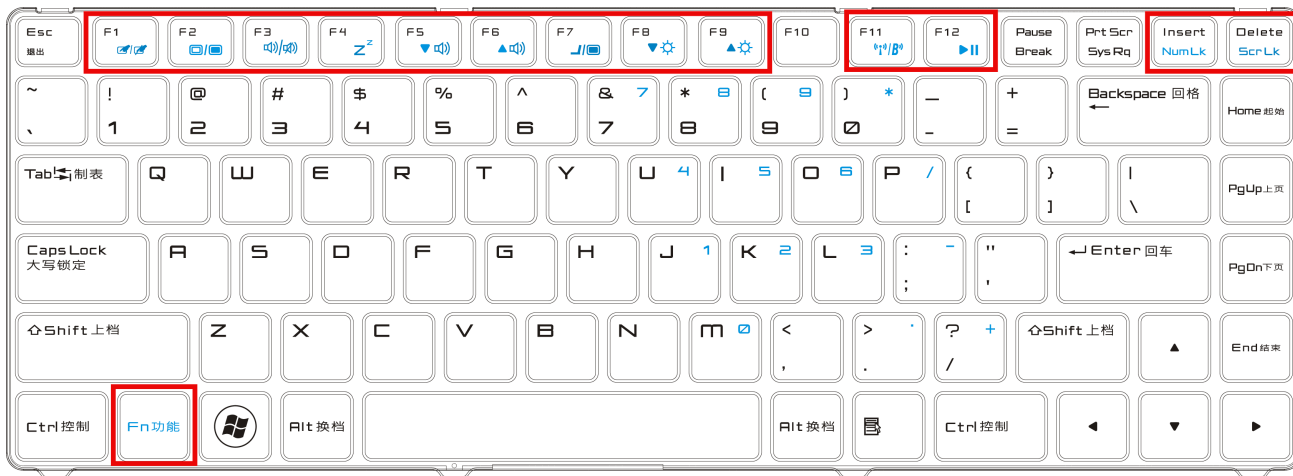 Esc
退出
F1
F2
F3
F4
Zz
F5
F6
F7
F8
F9
F10
F11
F12
Pause
Break
Prt Scr
Sys Rq
Insert
NumLk
Delete
ScrLk
~
、
!
1
@
2
#
3
$
4
%
5
^
6
& 7
7
* 8
8
( 9
9
) *
0
_
-
+
=
Backspace 回格
Home 起始
Tab 制表
Q
W
E
R
T
Y
U 4
I 5
O 6
P /
{
[
}
]
|
\
PgUp 上页
Caps Lock
大写锁定
A
S
D
F
G
H
J 1
K 2
L 3
: -
;
"
'
Enter 回车
PgDn 下页
Shift 上档
Z
X
C
V
B
N
M 0
<
,
> .
.
? +
/
Shift 上档
End 结束
Ctrl 控制
Fn功能
Alt 换档
Alt 换档
Ctrl 控制